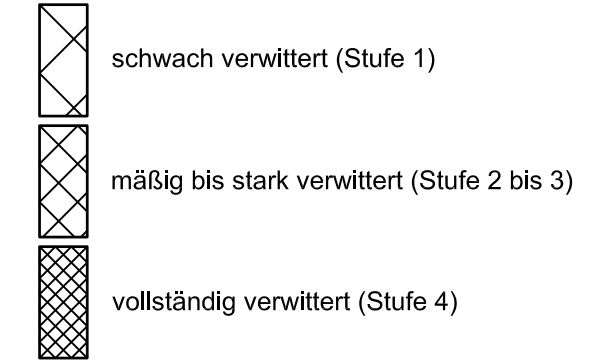 schwach verwittert (Stufe 1)
mäßig bis stark verwittert (Stufe 2 bis 3)
vollständig verwittert (Stufe 4)